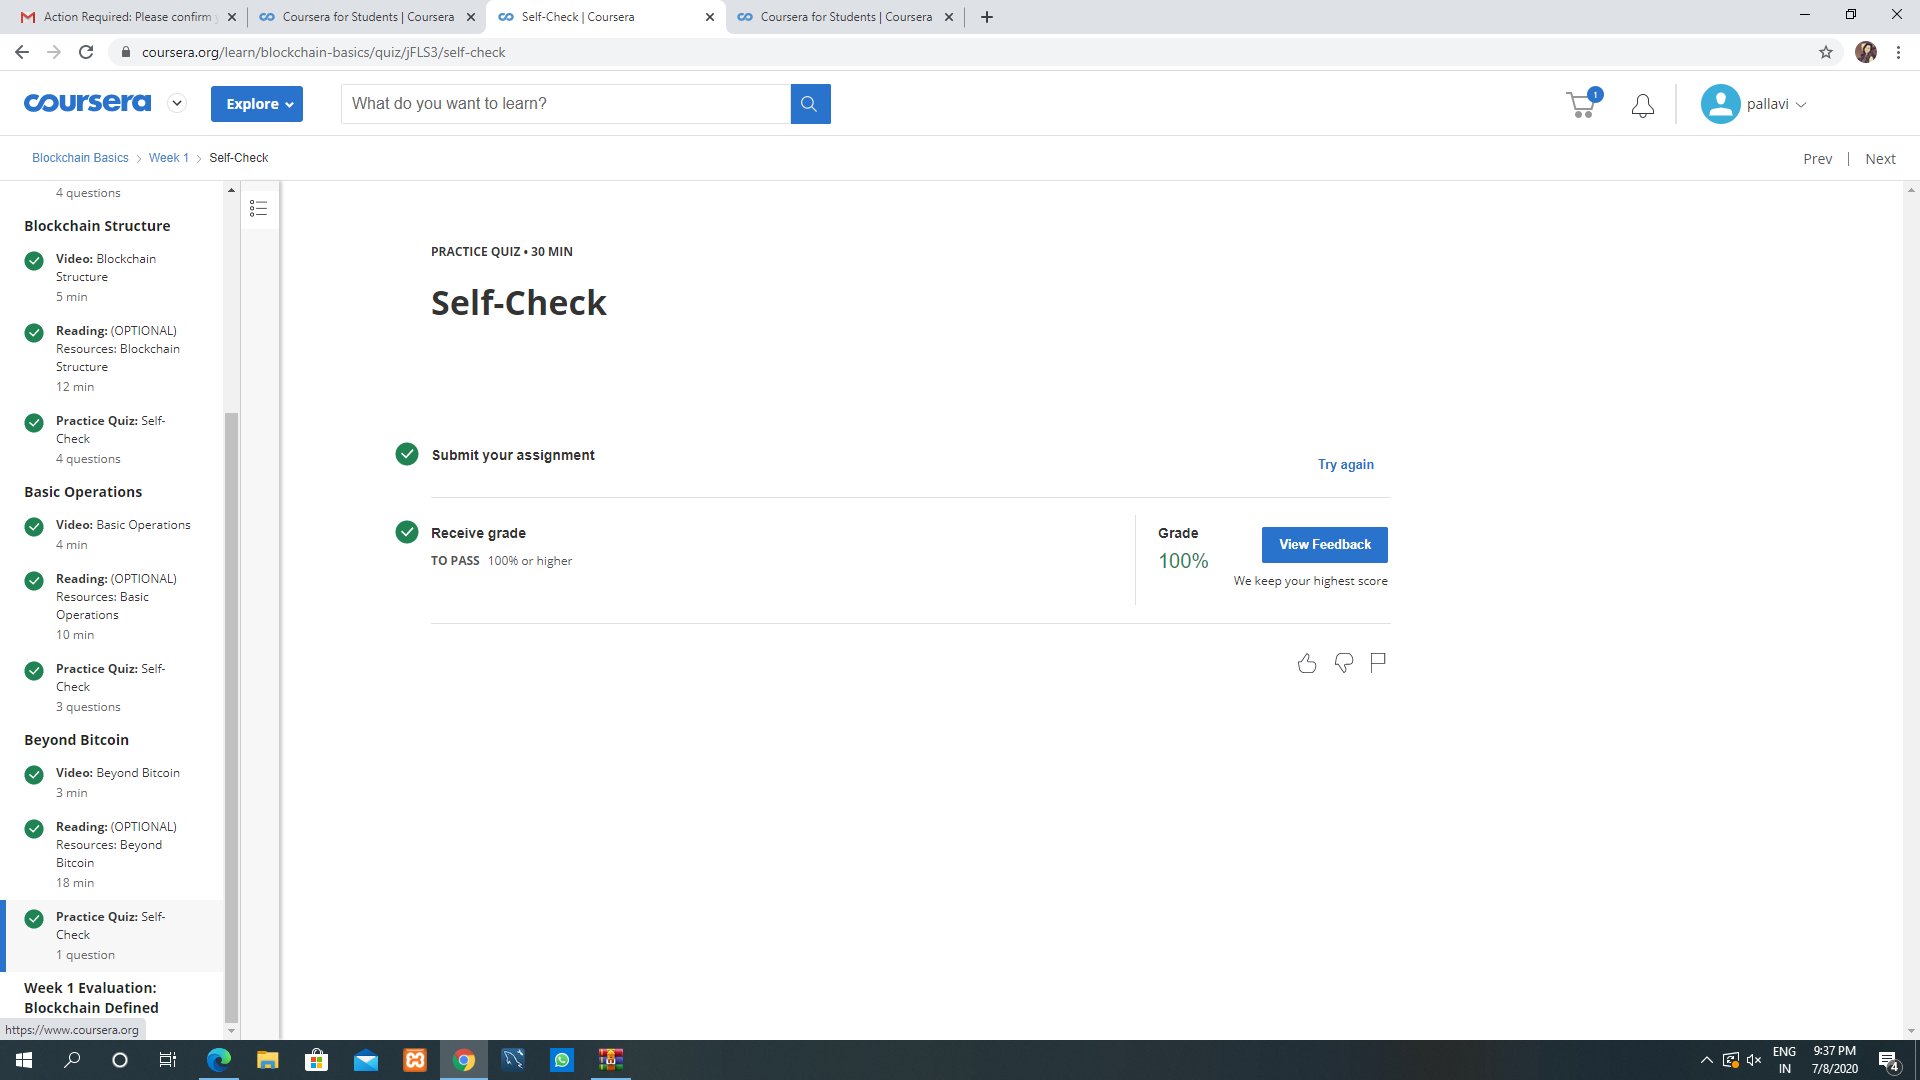 Action Required: Please confirm
Coursera for Students | Coursera
Self-Check | Coursera
Coursera for Students | Coursera
coursera.org/learn/blockchain-basics/quiz/jFLS3/self-check
coursera
Explore
What do you want to learn?
1
pallavi
Blockchain Basics
Week 1
Self-Check
Prev
Next
4 questions
Blockchain Structure
Video: Blockchain
Structure
5 min
Reading: (OPTIONAL)
Resources: Blockchain
Structure
12 min
Practice Quiz: Self-
Check
4 questions
Basic Operations
Video: Basic Operations
4 min
Reading: (OPTIONAL)
Resources: Basic
Operations
10 min
Practice Quiz: Self-
Check
3 questions
Beyond Bitcoin
Video: Beyond Bitcoin
3 min
Reading: (OPTIONAL)
Resources: Beyond
Bitcoin
18 min
Practice Quiz: Self-
Check
1 question
Week 1 Evaluation:
Blockchain Defined
https://www.coursera.org
PRACTICE QUIZ • 30 MIN
Self-Check
Submit your assignment
Try again
Receive grade
TO PASS 100% or higher
Grade
100%
View Feedback
We keep your highest score
ENG
IN
9:37 PM
7/8/2020
4